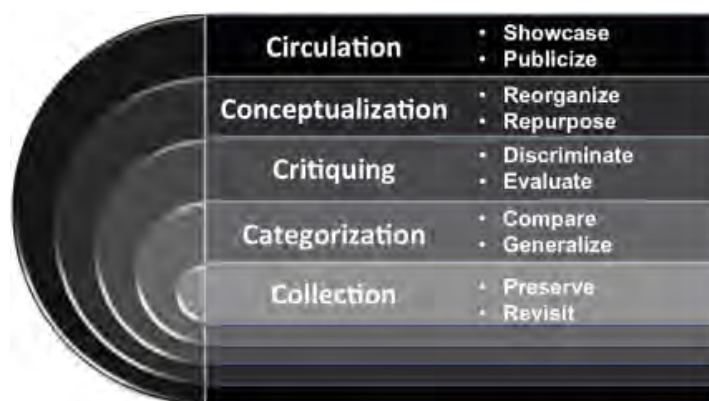 Circulation
• Showcase
• Publicize
Conceptualization
• Reorganize
• Repurpose
Critiquing
• Discriminate
• Evaluate
Categorization
• Compare
• Generalize
Collection
• Preserve
• Revisit